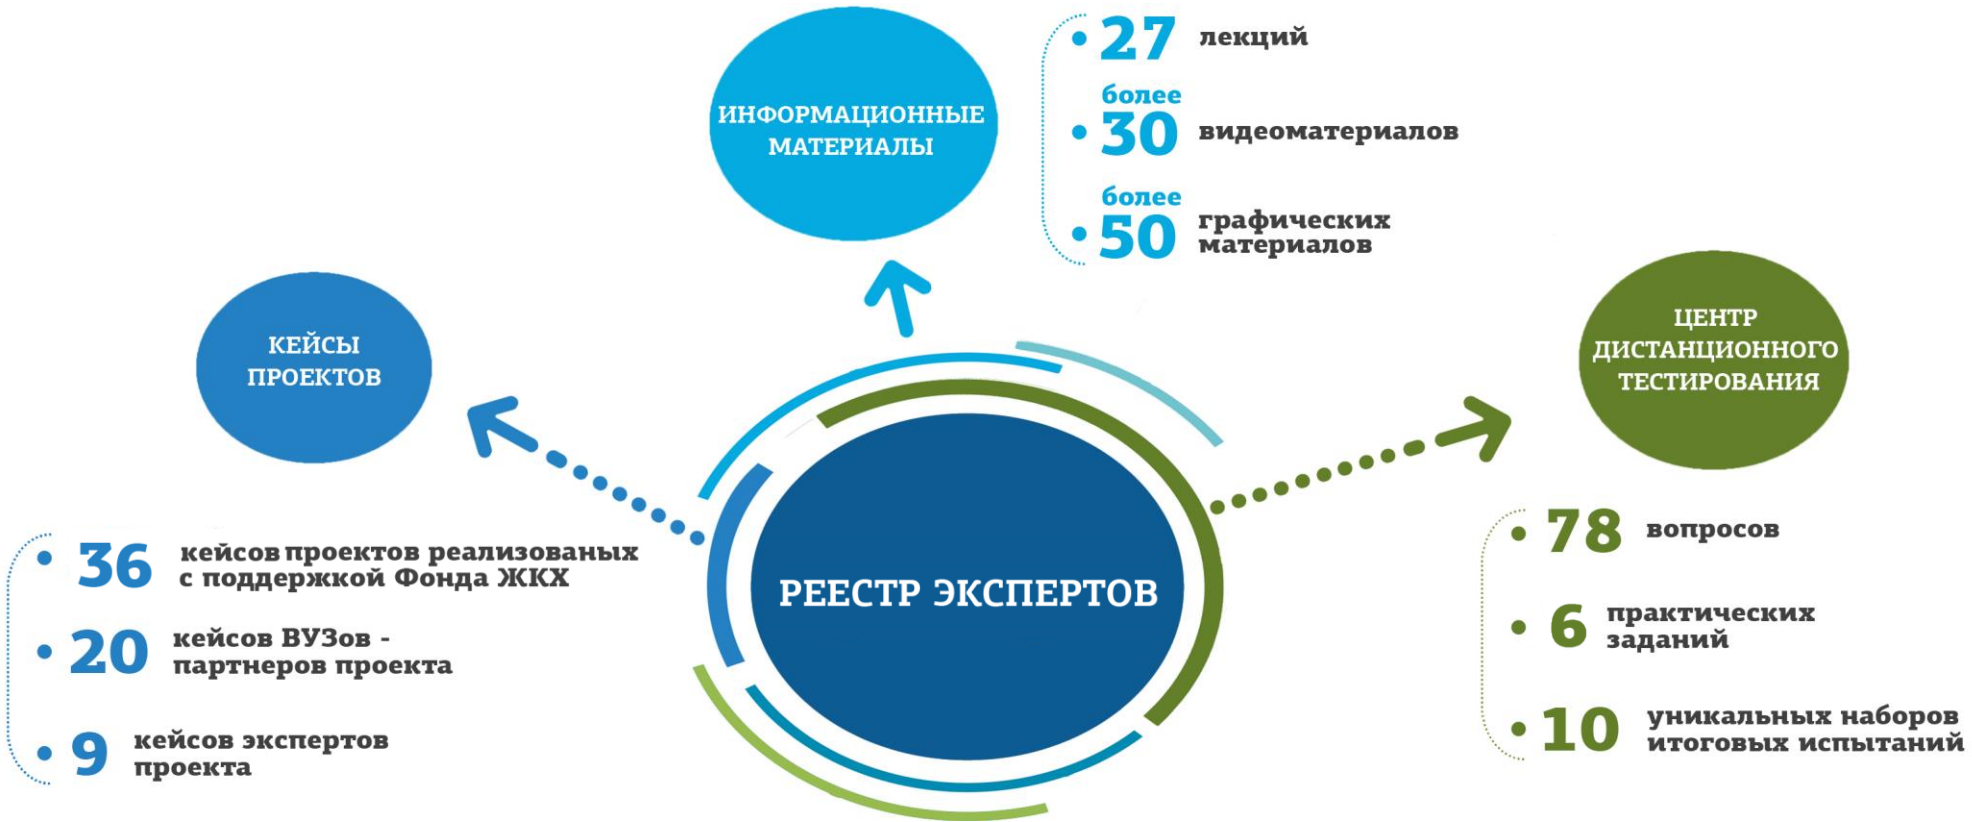 ИНФОРМАЦИОННЫЕ
МАТЕРИАЛЫ
• 27 лекций
более
• 30 видеоматериалов
более
• 50 графических
материалов
КЕЙСЫ
ПРОЕКТОВ
• 36 кейсов проектов реализованых
с поддержкой Фонда ЖКХ
• 20 кейсов ВУЗов -
партнеров проекта
• 9 кейсов экспертов
проекта
РЕЕСТР ЭКСПЕРТОВ
ЦЕНТР
ДИСТАНЦИОННОГО
ТЕСТИРОВАНИЯ
• 78 вопросов
• 6 практических
заданий
• 10 уникальных наборов
итоговых испытаний